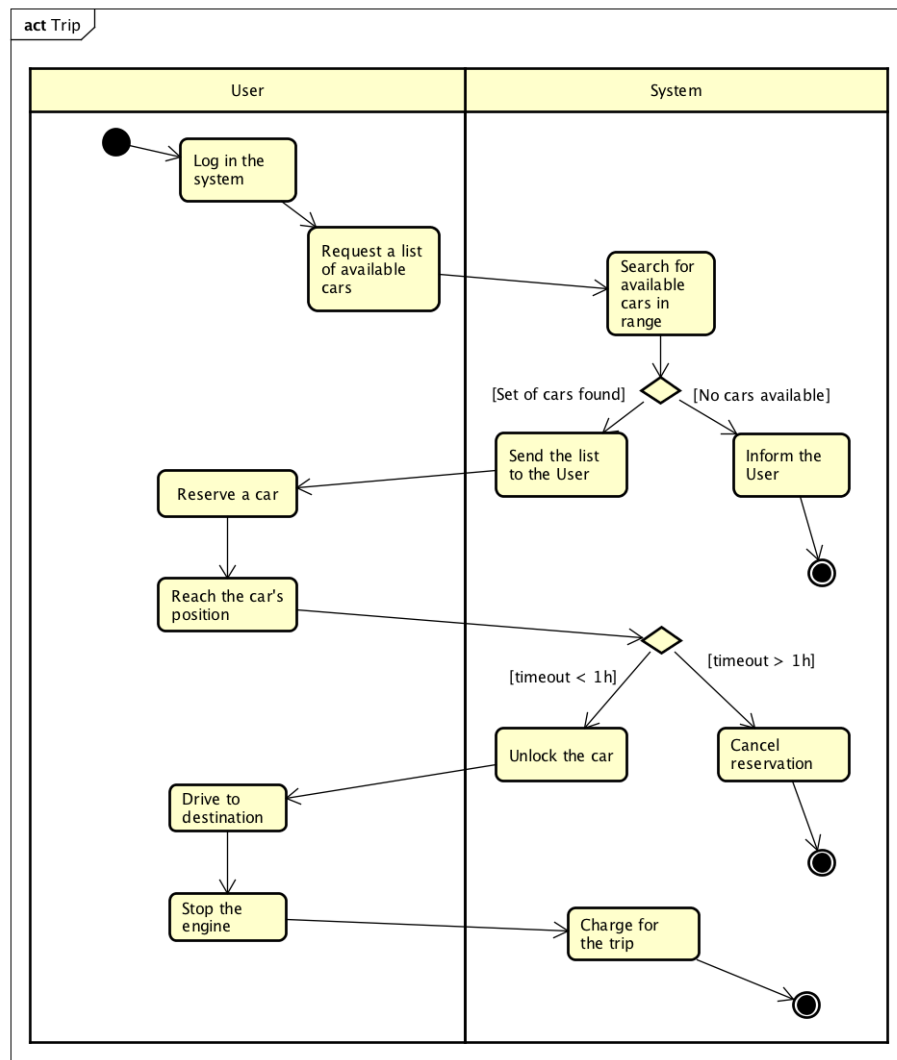 act Trip
User
System
Log in the
system
Request a list
of available
cars
Search for
available
cars in
range
[Set of cars found]
[No cars available]
Send the list
to the User
Inform the
User
Reserve a car
Reach the car's
position
[timeout < 1h]
[timeout > 1h]
Unlock the car
Cancel
reservation
Drive to
destination
Stop the
engine
Charge for
the trip